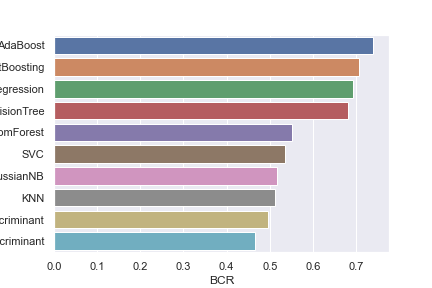 AdaBoost
tBoosting
egression
isionTree
omForest
SVC
ussianNB
KNN
criminant
criminant
0.0 0.1 0.2 0.3 0.4 0.5 0.6 0.7
BCR